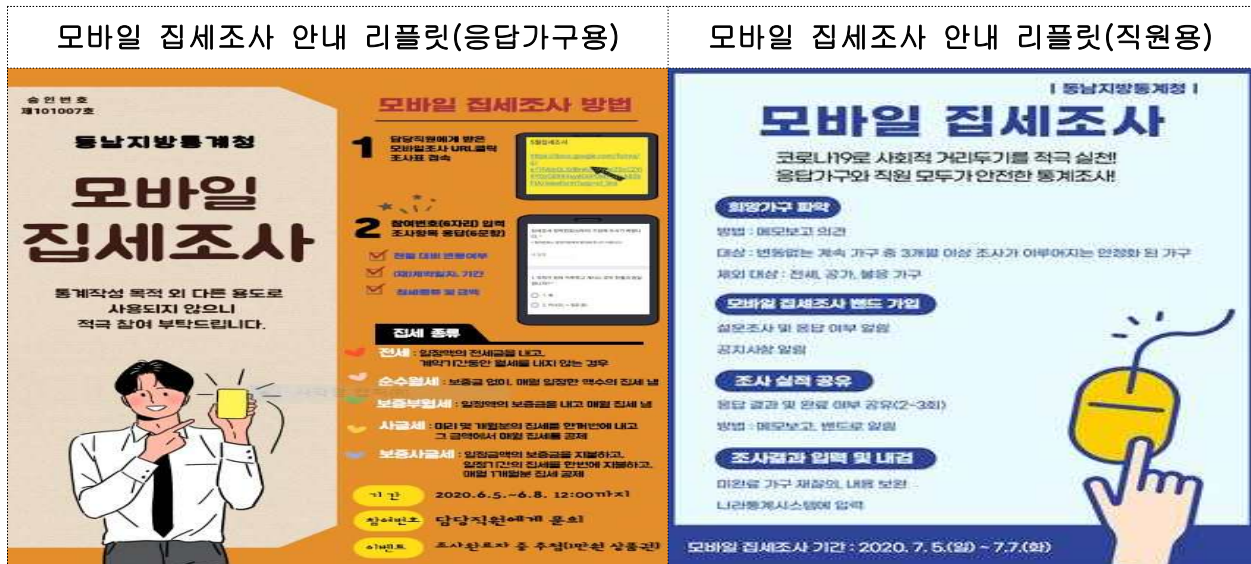 모바일 집세조사 안내 리플릿(응답가구용)
모바일 집세조사 안내 리플릿(직원용)
승인번호
제101007호
동남지방통계청
모바일
집세조사
통계작성 목적 외 다른 용도로
사용되지 않으니
적극 참여 부탁드립니다.
모바일 집세조사 방법
1 담당직원에게 받은
모바일조사 URL클릭
조사표 접속
2 참여번호(6자리) 입력
조사항목 응답(6문항)
전월 대비 변동여부
(재)계약일자, 기간
집세종류 및 금액
집세 종류
전세 : 일정액의 전세금을 내고,
계약기간동안 월세를 내지 않는 경우
순수월세 : 보증금 없이, 매월 일정한 액수의 집세 냄
보증부월세 : 일정액의 보증금을 내고 매월 집세 냄
사글세 : 미리 몇 개월분의 집세를 한꺼번에 내고
그 금액에서 매월 집세를 공제
보증사글세 : 일정금액의 보증금을 지불하고,
일정기간의 집세를 한번에 지불하고,
매월 1개월분 집세 공제
기간 2020.6.5.~6.8. 12:00까지
참여번호 담당직원에게 문의
이벤트 조사완료자 중 추첨(1만원 상품권)
| 동남지방통계청 |
모바일 집세조사
코로나19로 사회적 거리두기를 적극 실천!
응답가구와 직원 모두가 안전한 통계조사!
희망가구 파악
방법 : 메모보고 의견
대상 : 변동없는 계속 가구 중 3개월 이상 조사가 이루어지는 안정화 된 가구
제외 대상 : 전세, 공가, 불응 가구
모바일 집세조사 밴드 가입
설문조사 및 응답 여부 알림
공지사항 알림
조사 실적 공유
응답 결과 및 완료 여부 공유(2~3회)
방법 : 메모보고, 밴드로 알림
조사결과 입력 및 내검
미완료 가구 재질의, 내용 보완
나라통계시스템에 입력
모바일 집세조사 기간 : 2020. 7. 5.(일) ~ 7.7.(화)